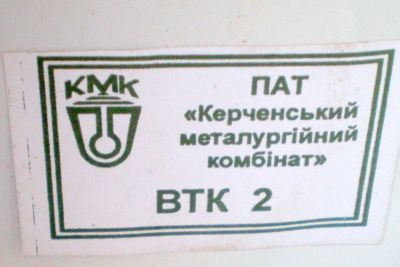 КМК
ПАТ
«Керченський
металургійний
комбінат»
ВТК 2